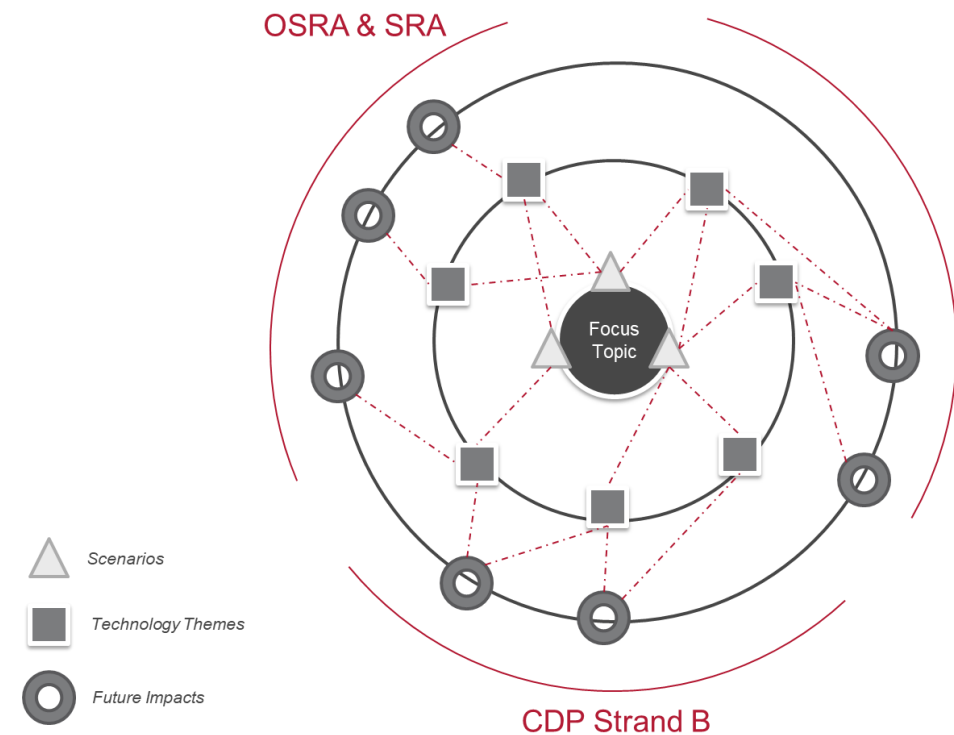 OSRA & SRA
Focus
Topic
Scenarios
Technology Themes
Future Impacts
CDP Strand B